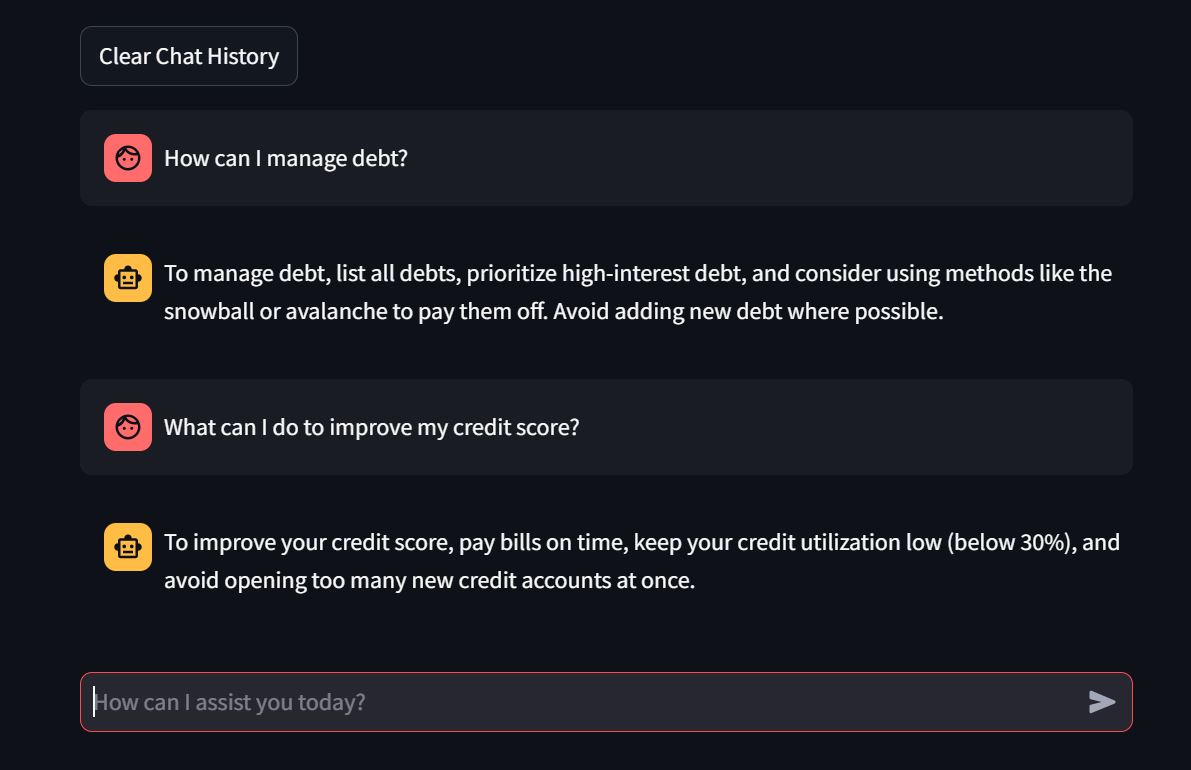 Clear Chat History
How can I manage debt?
To manage debt, list all debts, prioritize high-interest debt, and consider using methods like the
snowball or avalanche to pay them off. Avoid adding new debt where possible.
What can I do to improve my credit score?
To improve your credit score, pay bills on time, keep your credit utilization low (below 30%), and
avoid opening too many new credit accounts at once.
How can I assist you today?